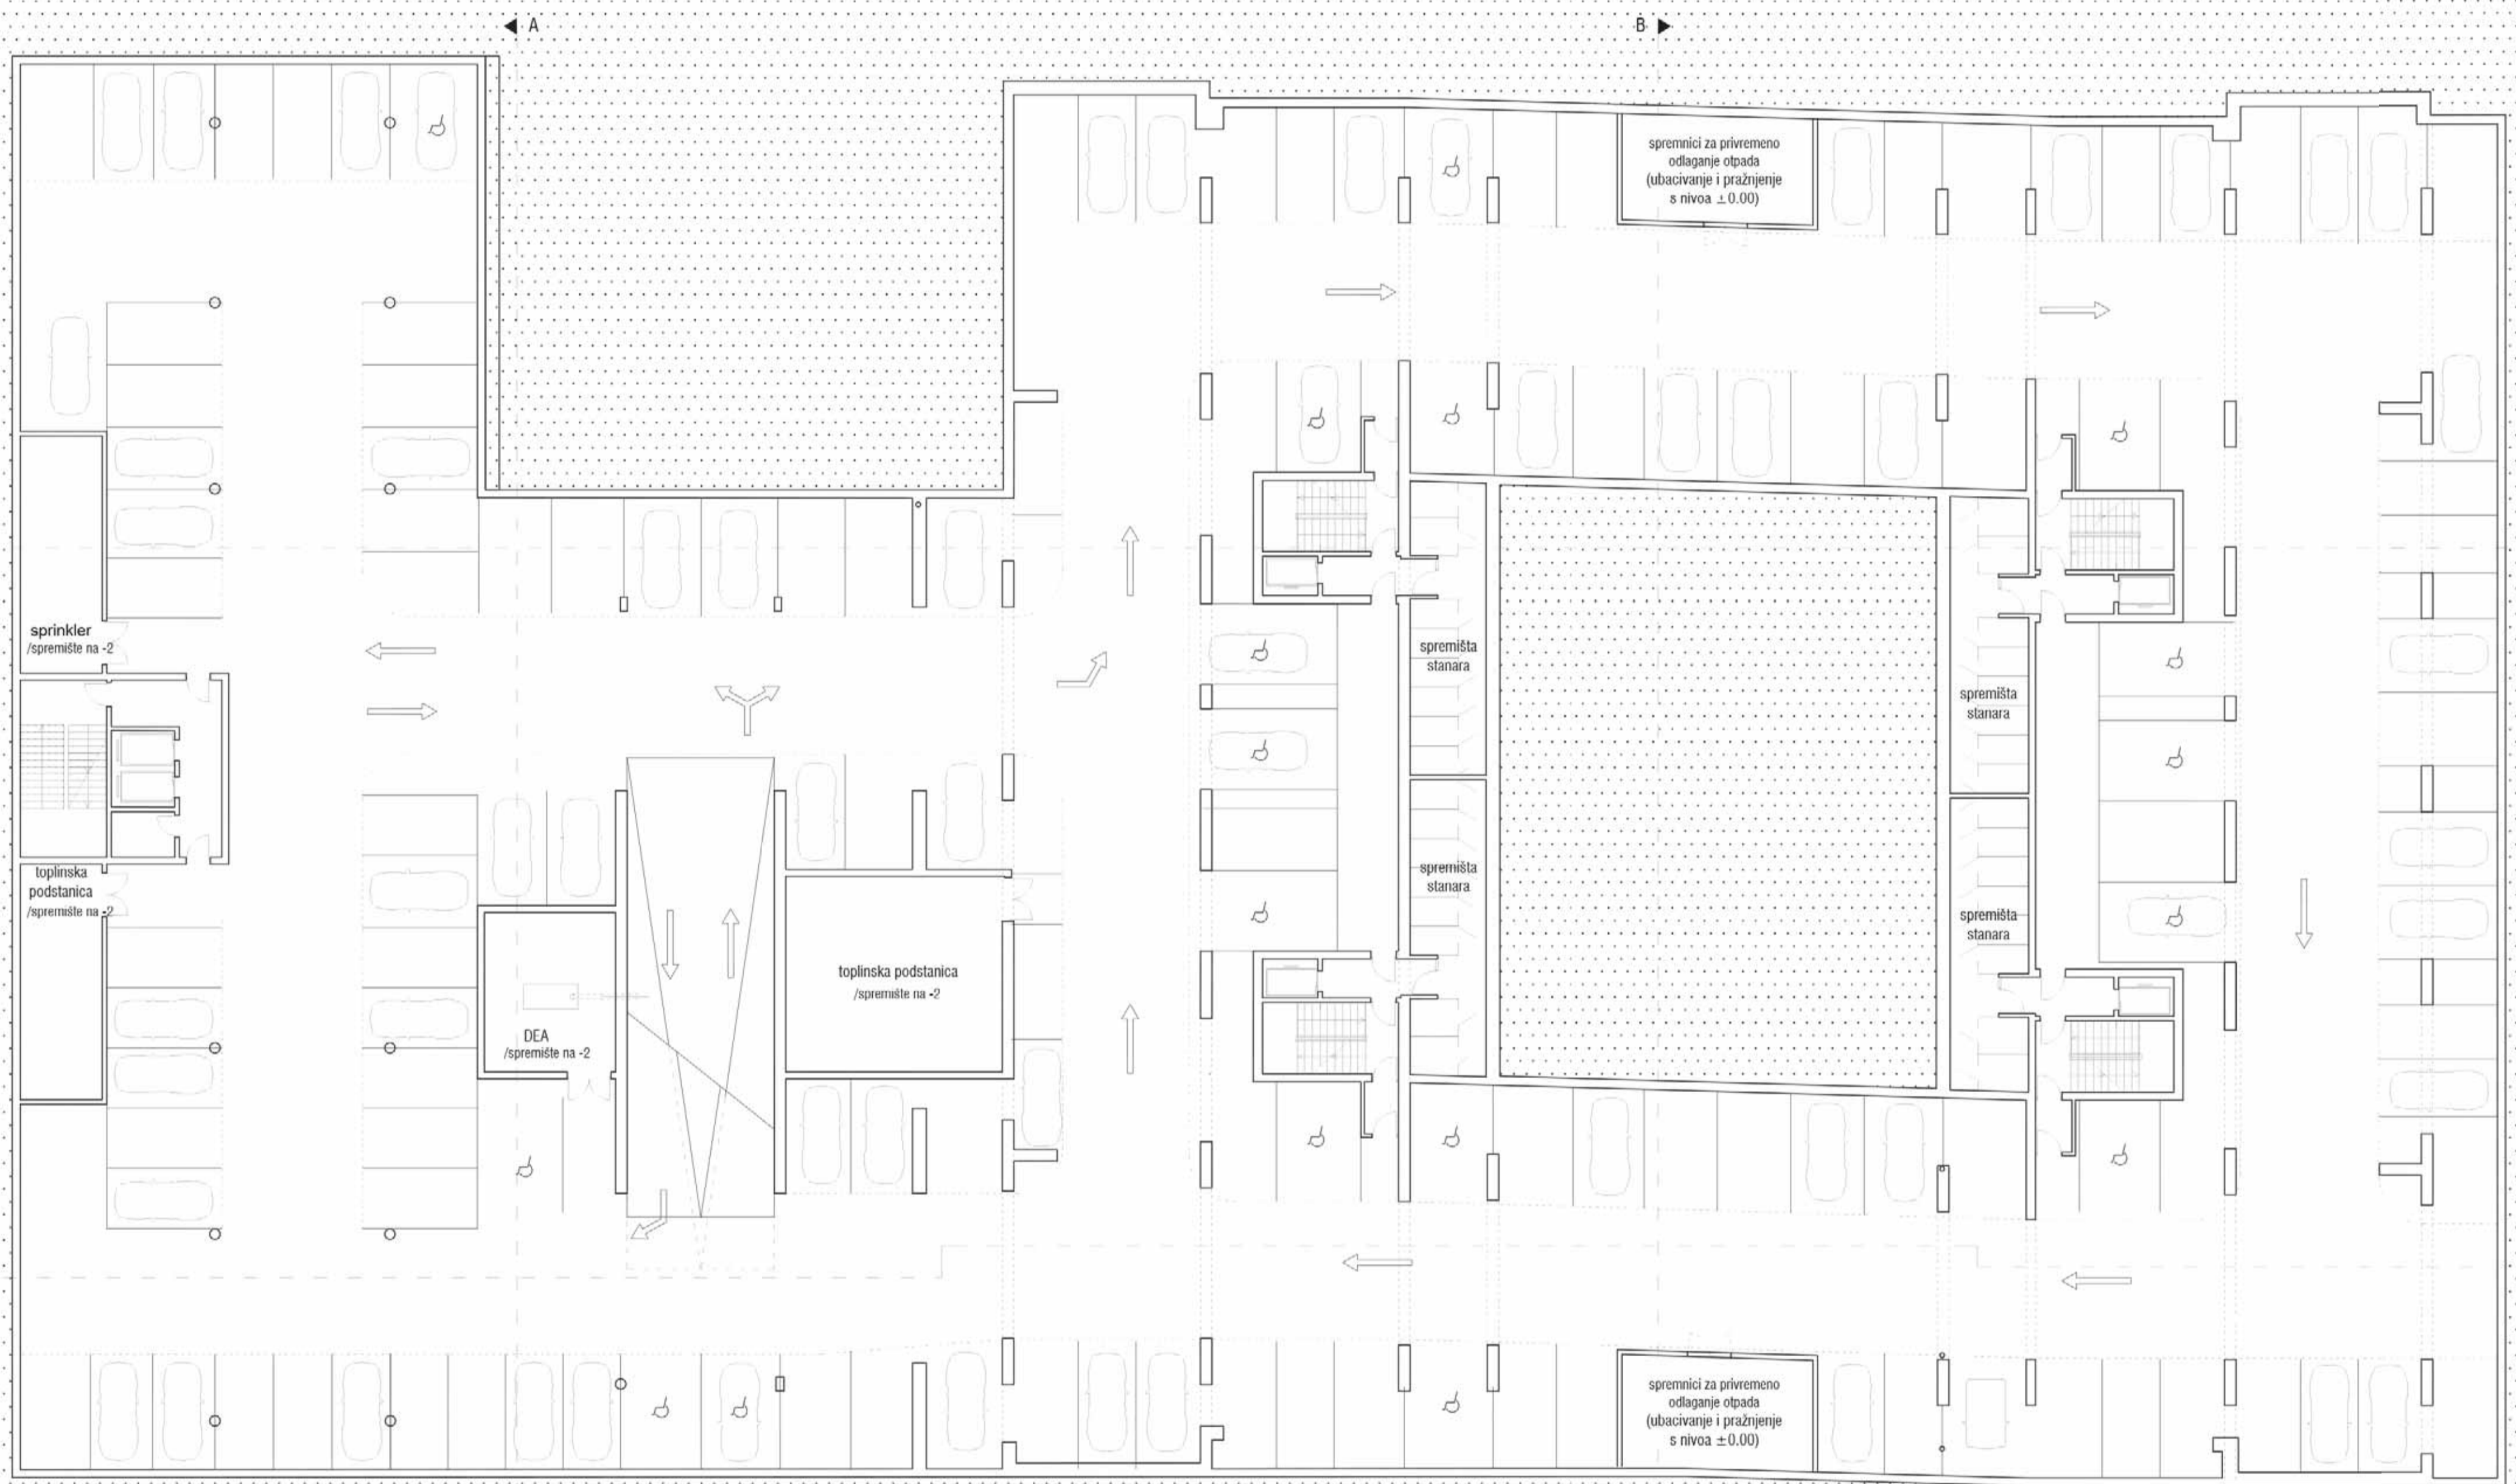 A
B
spremnici za privremeno
odlaganje otpada
(ubacivanje i pražnjenje
s nivoa ±0.00)
sprinkler
/spremište na -2
spremišta
stanara
spremišta
stanara
toplinska
podstanica
/spremište na -2
spremišta
stanara
spremišta
stanara
toplinska podstanica
/spremište na -2
DEA
/spremište na -2
spremnici za privremeno
odlaganje otpada
(ubacivanje i pražnjenje
s nivoa ±0.00)